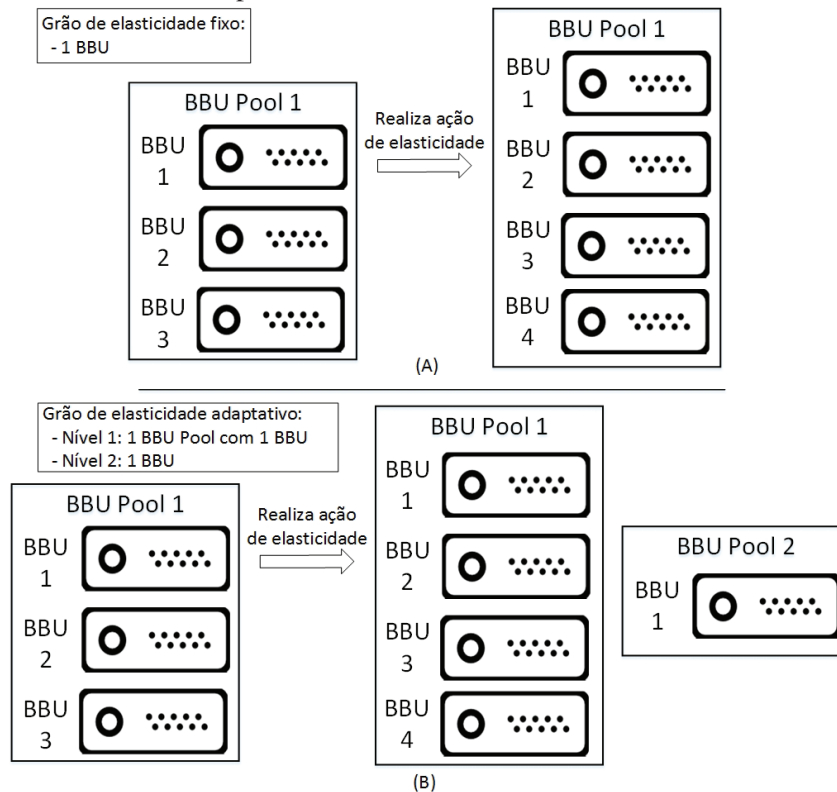 Grão de elasticidade fixo:
- 1 BBU
BBU Pool 1
BBU
1
BBU
2
BBU
3
Realiza ação
de elasticidade
BBU Pool 1
BBU
1
BBU
2
BBU
3
BBU
4
(A)
Grão de elasticidade adaptativo:
- Nível 1: 1 BBU Pool com 1 BBU
- Nível 2: 1 BBU
BBU Pool 1
BBU
1
BBU
2
BBU
3
Realiza ação
de elasticidade
BBU Pool 1
BBU
1
BBU
2
BBU
3
BBU
4
BBU Pool 2
BBU
1
(B)